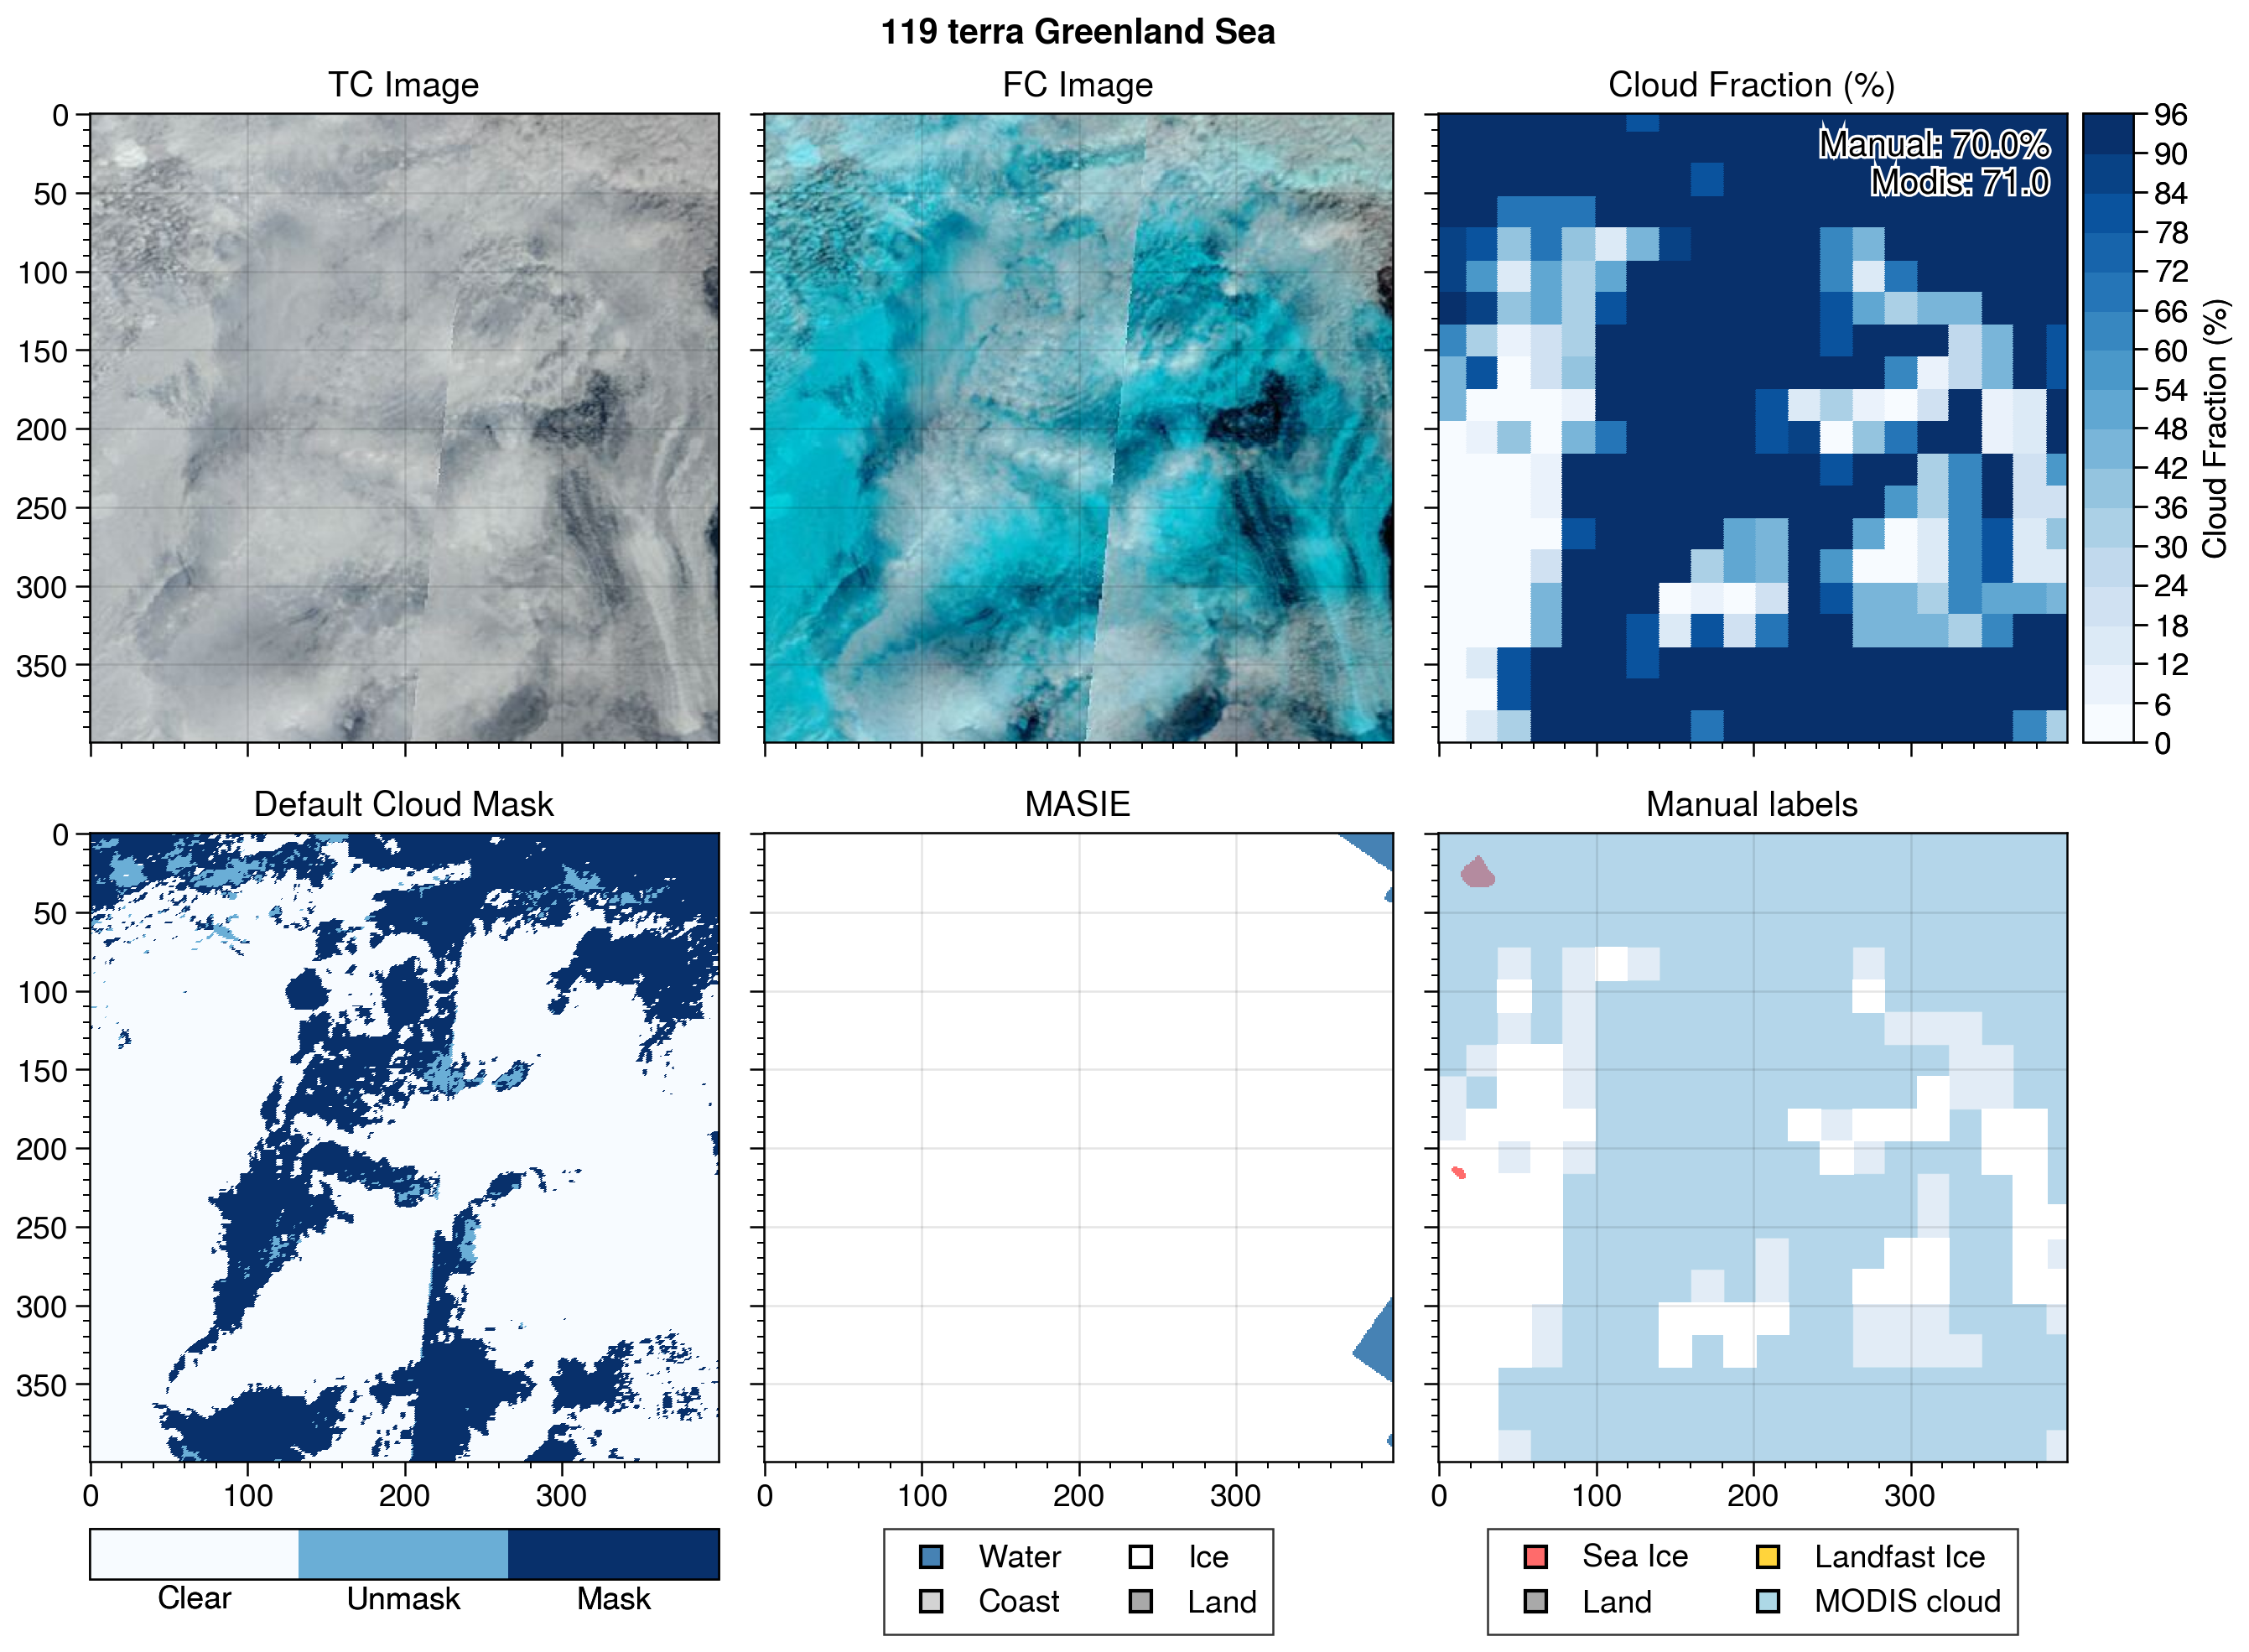 119 terra Greenland Sea
TC Image
FC Image
Cloud Fraction (%)
0
50
100
150
200
250
300
350
Manual: 70.0%
Modis: 71.0
96
90
84
78
72
66
60
54
48
42
36
30
24
18
12
6
0
Cloud Fraction (%)
Default Cloud Mask
MASIE
Manual labels
0
50
100
150
200
250
300
350
0 100 200 300
0 100 200 300
0 100 200 300
Clear Unmask Mask
Water Ice
Coast Land
Sea Ice Landfast Ice
Land MODIS cloud